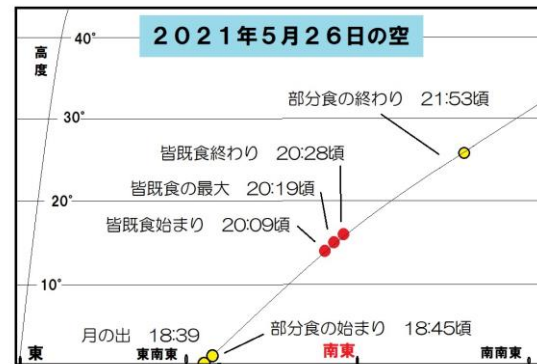 2021年5月26日の空
高度
40°
部分食の終わり 21:53頃
30°
皆既食終わり 20:28頃
皆既食の最大 20:19頃
20°
皆既食始まり 20:09頃
10°
月の出 18:39
部分食の始まり 18:45頃
東 東南東 南東 南南東